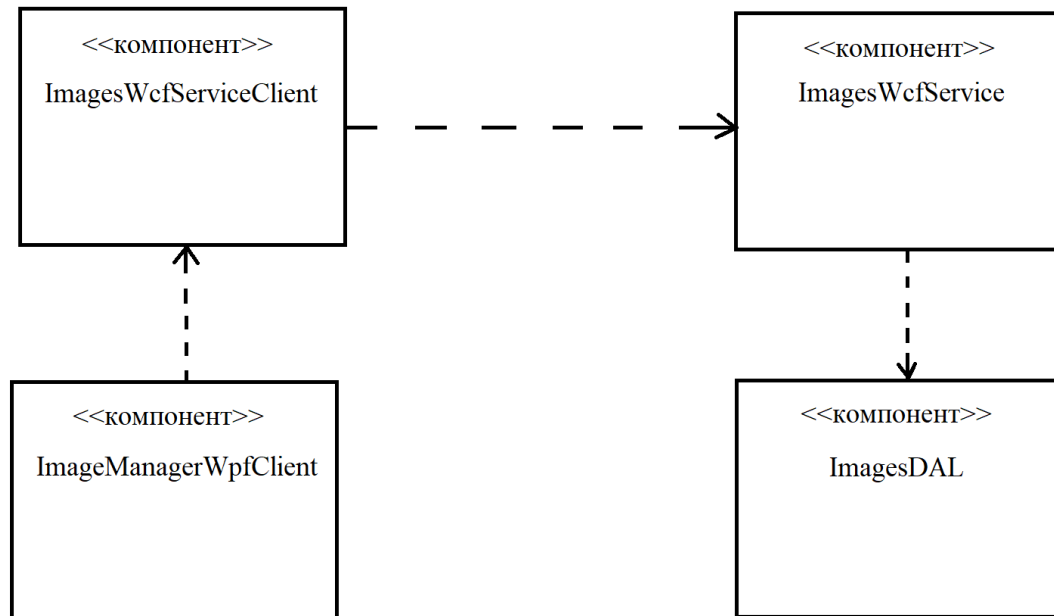 <<компонент>>
ImagesWcfServiceClient
<<компонент>>
ImagesWcfService
<<компонент>>
ImageManagerWpfClient
<<компонент>>
ImagesDAL